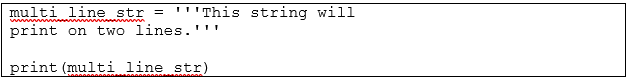 multi_line_str = '''This string will
print on two lines.'''
print(multi_line_str)